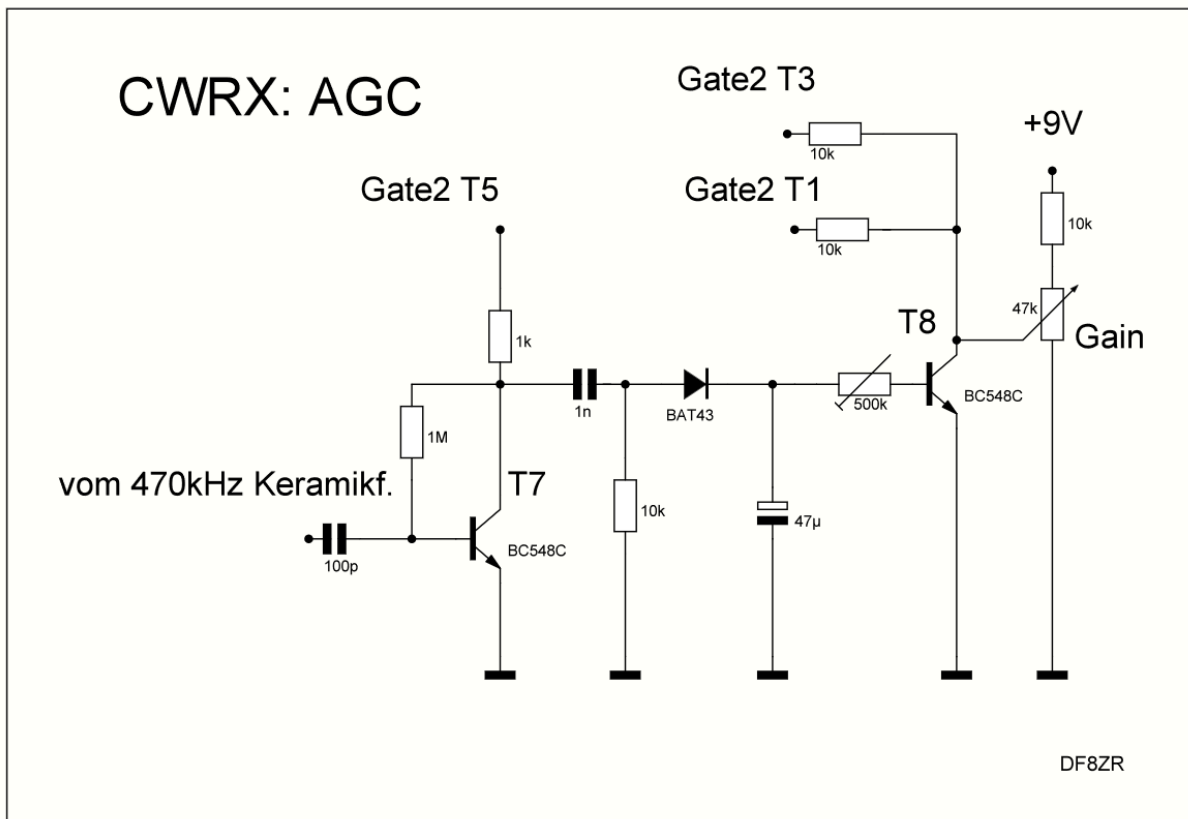 CWRX: AGC
Gate2 T3
10k
+9V
Gate2 T5
Gate2 T1
10k
10k
1k
47k
Gain
T8
BC548C
1n
BAT43
500k
1M
vom 470kHz Keramikf.
T7
10k
47µ
100p
BC548C
DF8ZR